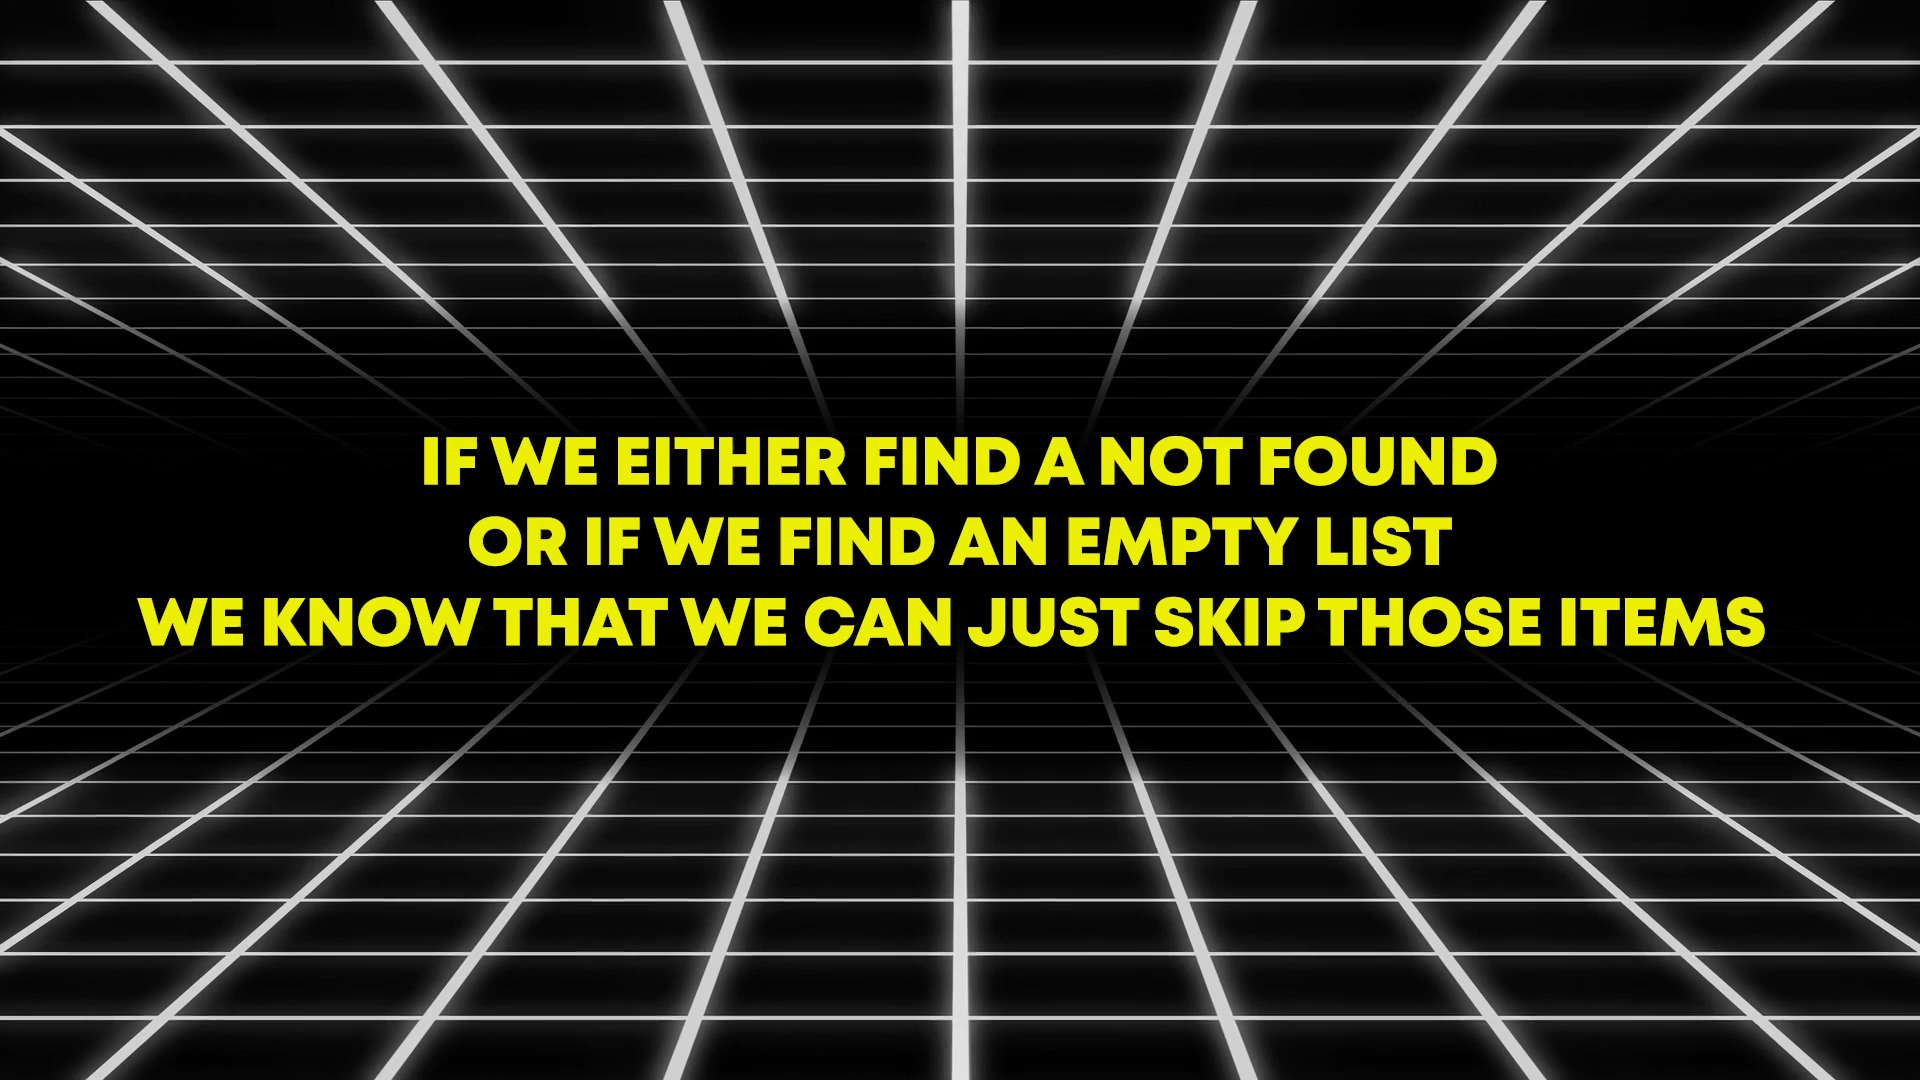 IF WE EITHER FIND A NOT FOUND
OR IF WE FIND AN EMPTY LIST
WE KNOW THAT WE CAN JUST SKIP THOSE ITEMS